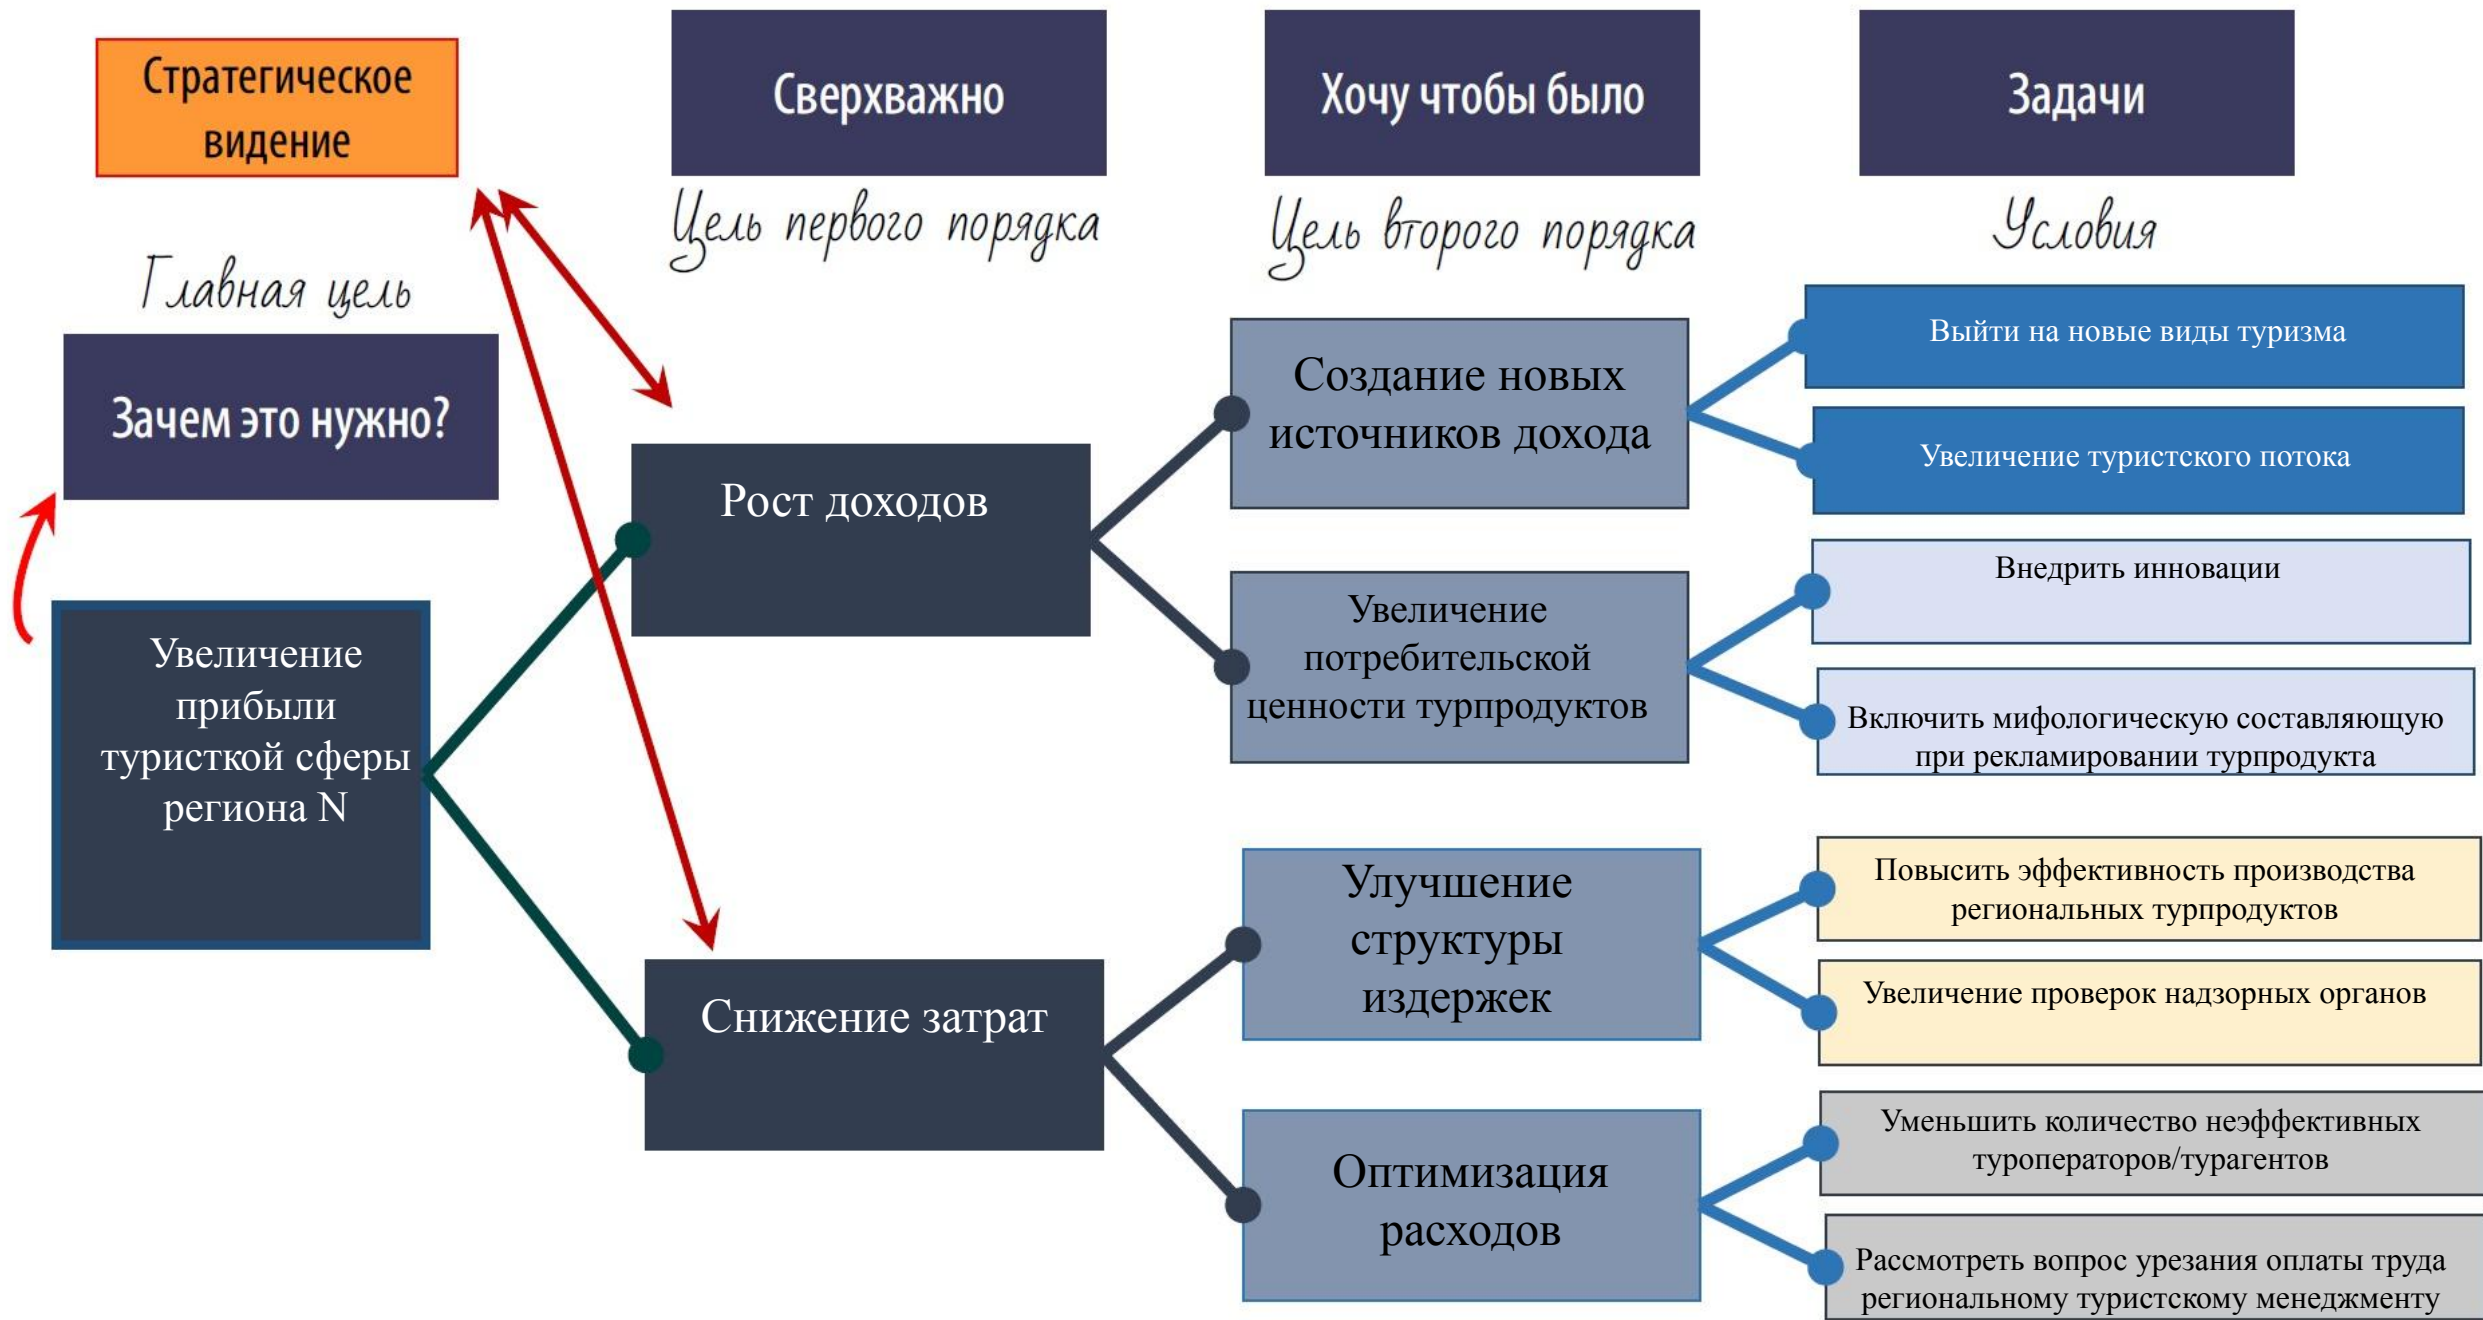 Стратегическое
видение
Сверхважно
Хочу чтобы было
Задачи
Цель первого порядка
Цель второго порядка
Условия
Главная цель
Зачем это нужно?
Увеличение
прибыли
туристкой сферы
региона N
Рост доходов
Снижение затрат
Создание новых
источников дохода
Увеличение
потребительской
ценности турпродуктов
Улучшение
структуры
издержек
Оптимизация
расходов
Выйти на новые виды туризма
Увеличение туристского потока
Внедрить инновации
Включить мифологическую составляющую
при рекламировании турпродукта
Повысить эффективность производства
региональных турпродуктов
Увеличение проверок надзорных органов
Уменьшить количество неэффективных
туроператоров/турагентов
Рассмотреть вопрос урезания оплаты труда
региональному туристскому менеджменту